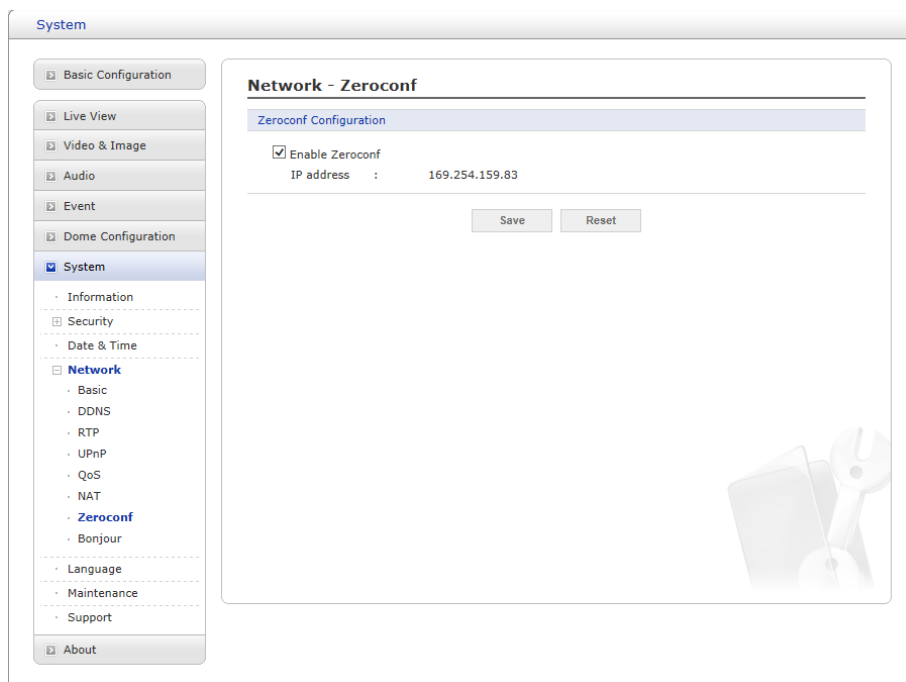 System
Basic Configuration
Live View
Video & Image
Audio
Event
Dome Configuration
System
Information
Security
Date & Time
Network
Basic
DDNS
RTP
UPnP
QoS
NAT
Zeroconf
Bonjour
Language
Maintenance
Support
About
Network - Zeroconf
Zeroconf Configuration
Enable Zeroconf
IP address : 169.254.159.83
Save Reset